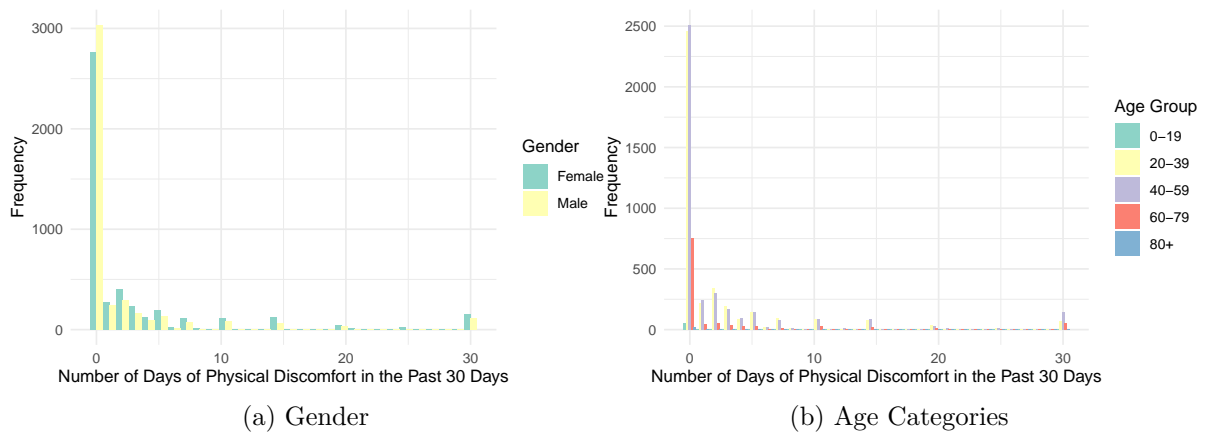 3000
2000
1000
0
Frequency
0
10
20
30
Number of Days of Physical Discomfort in the Past 30 Days
Gender
Female
Male
(a) Gender
2500
2000
1500
1000
500
0
Frequency
0
10
20
30
Number of Days of Physical Discomfort in the Past 30 Days
Age Group
0−19
20−39
40−59
60−79
80+
(b) Age Categories